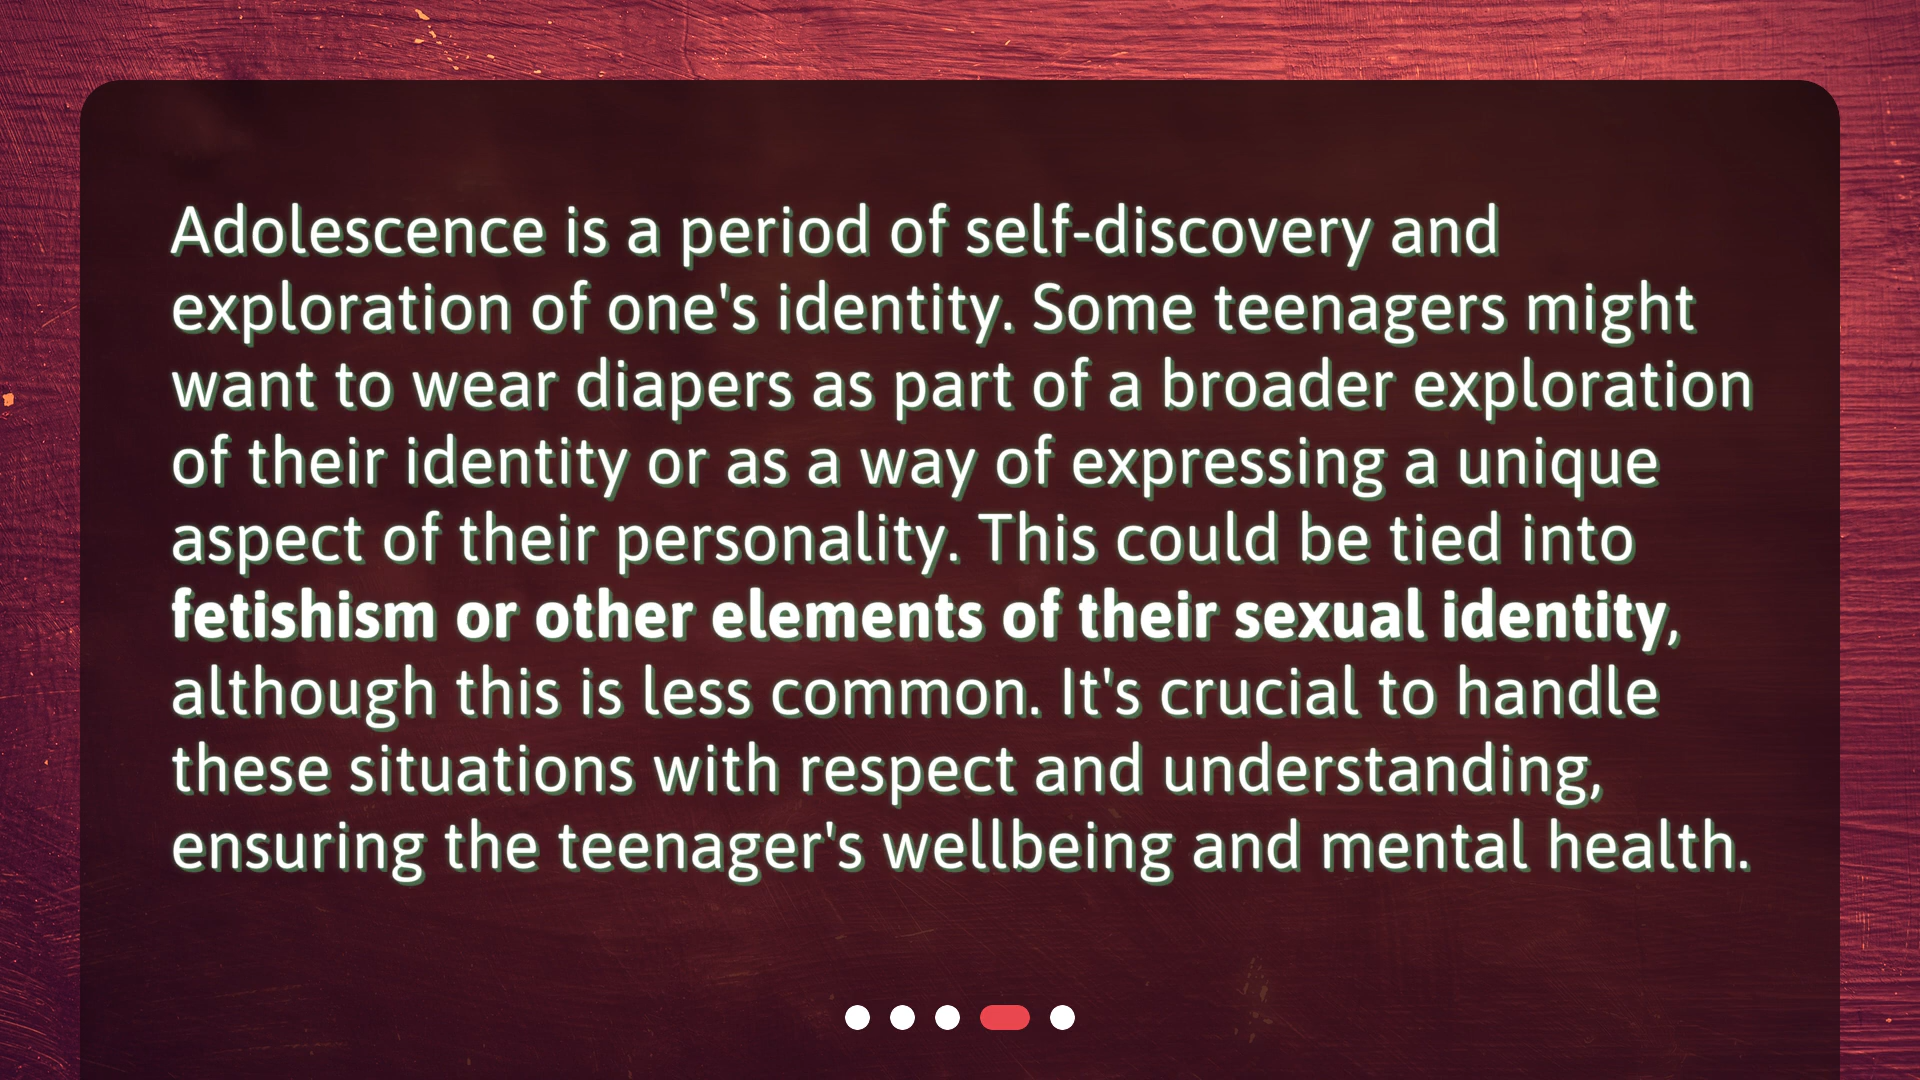 Adolescence is a period of self-discovery and
exploration of one's identity. Some teenagers might
want to wear diapers as part of a broader exploration
of their identity or as a way of expressing a unique
aspect of their personality. This could be tied into
fetishism or other elements of their sexual identity,
although this is less common. It's crucial to handle
these situations with respect and understanding,
ensuring the teenager's wellbeing and mental health.